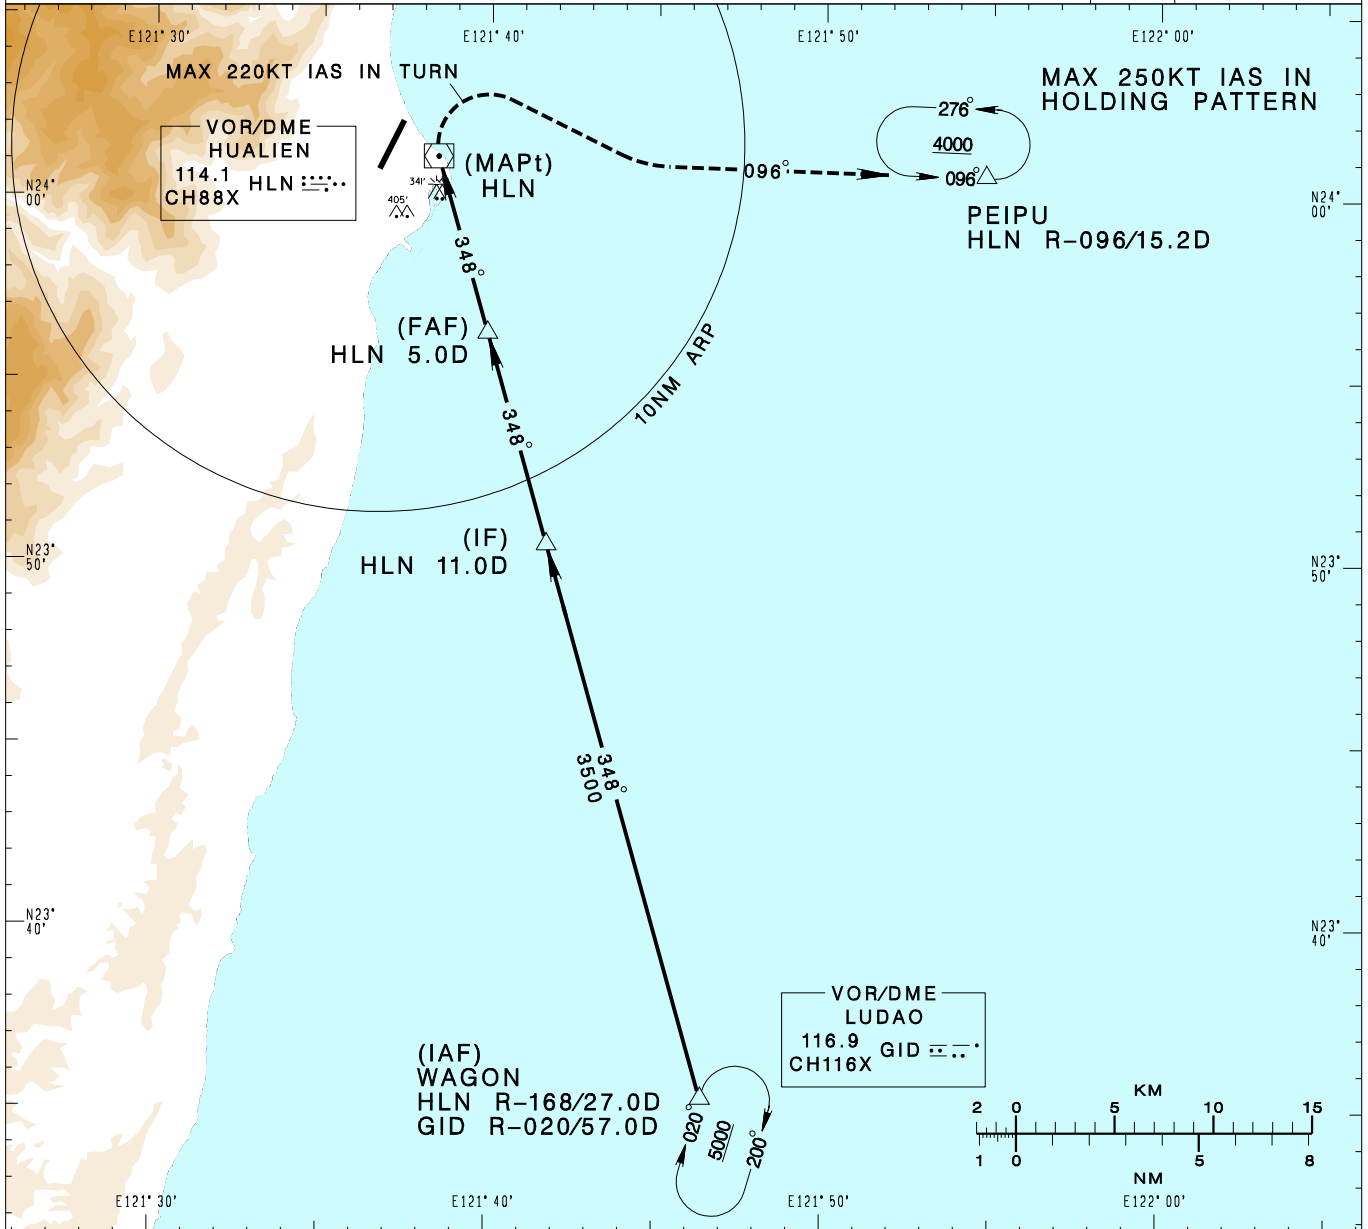 E121° 30'
E121° 40'
E121° 50'
E122° 00'
MAX 220KT IAS IN TURN
MAX 250KT IAS IN
HOLDING PATTERN
VOR/DME
HUALIEN
114.1
CH88X
HLN
(MAPt)
HLN
341'
405'
276°
4000
096°
096°
PEIPU
HLN R-096/15.2D
N24°
00'
N24°
00'
348°
(FAF)
HLN 5.0D
10NM ARP
348°
(IF)
HLN 11.0D
N23°
50'
N23°
50'
348°
3500
N23°
40'
N23°
40'
VOR/DME
LUDAO
116.9
CH116X
GID
(IAF)
WAGON
HLN R-168/27.0D
GID R-020/57.0D
020°
5000
200°
KM
2 0 5 10 15
1 0 5 8
NM
E121° 30'
E121° 40'
E121° 50'
E122° 00'